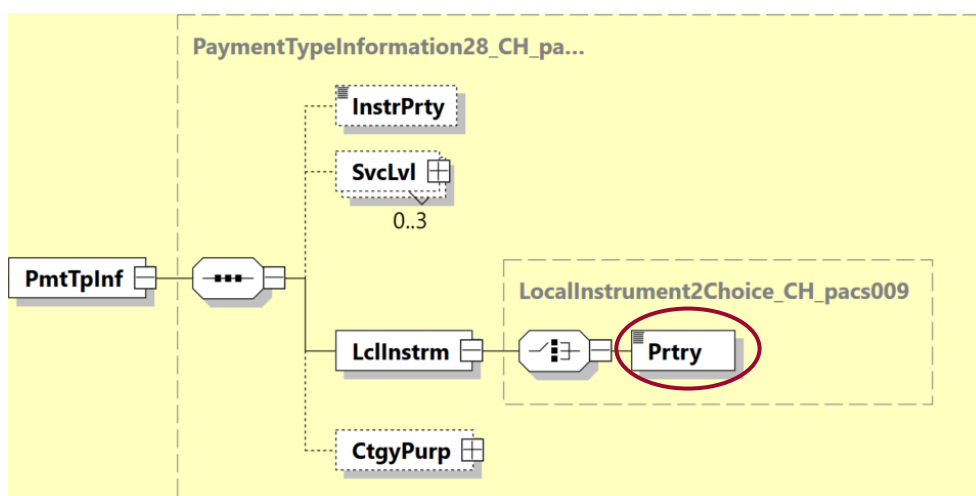 PaymentTypeInformation28_CH_pa...
InstrPrty
SvcLvl
0..3
PmtTpInf
LocalInstrument2Choice_CH_pacs009
LclInstrm
Prtry
CtgyPurp